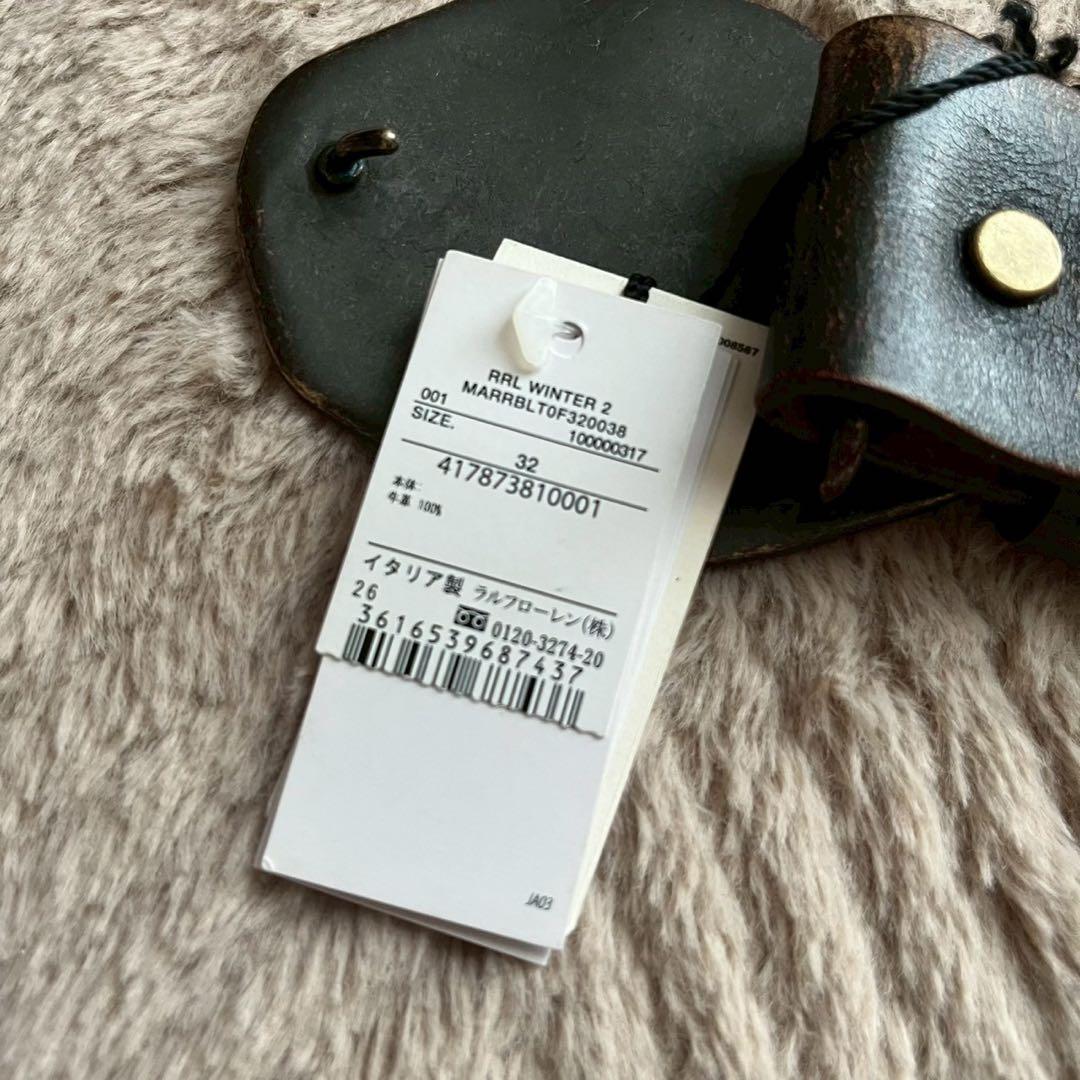 RRL WINTER 2
MARRBLT0F320038
001 100000317
SIZE. 32
417873810001
本体:
牛革 100%
イタリア製 ラルフローレン(株)
26 0120-3274-20
3616539687437
JA03
008567